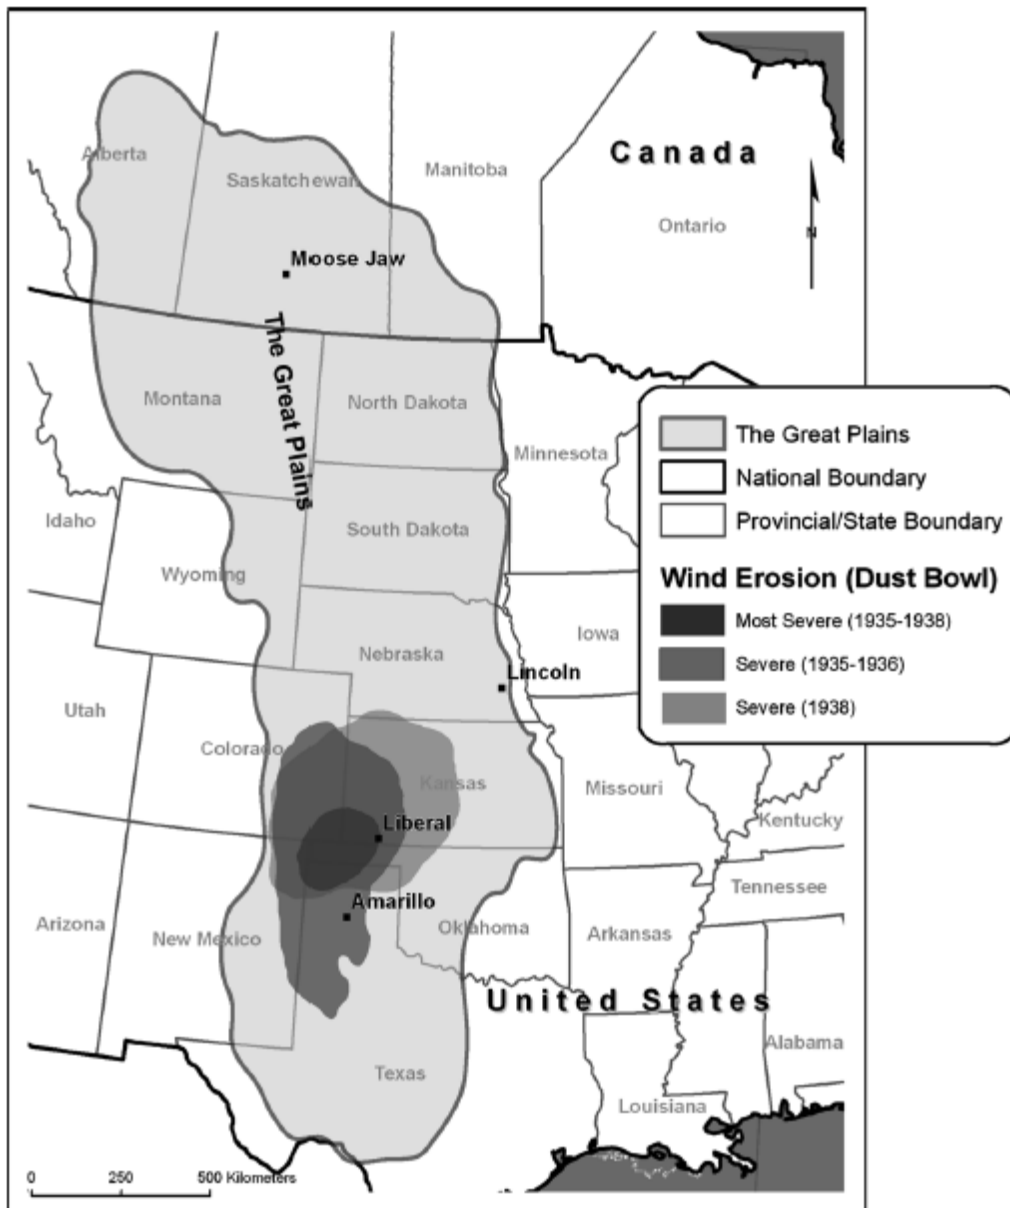 Canada
Alberta
Saskatchewan
Manitoba
Ontario
N
Moose Jaw
The Great Plains
Montana
North Dakota
Minnesota
Idaho
South Dakota
Wyoming
Iowa
Nebraska
Lincoln
Utah
Colorado
Kansas
Missouri
Liberal
Kentucky
Tennessee
Amarillo
Arizona
New Mexico
Oklahoma
Arkansas
United States
Alabama
Texas
Louisiana
0 250 500 Kilometers
The Great Plains
National Boundary
Provincial/State Boundary
Wind Erosion (Dust Bowl)
Most Severe (1935-1938)
Severe (1935-1936)
Severe (1938)